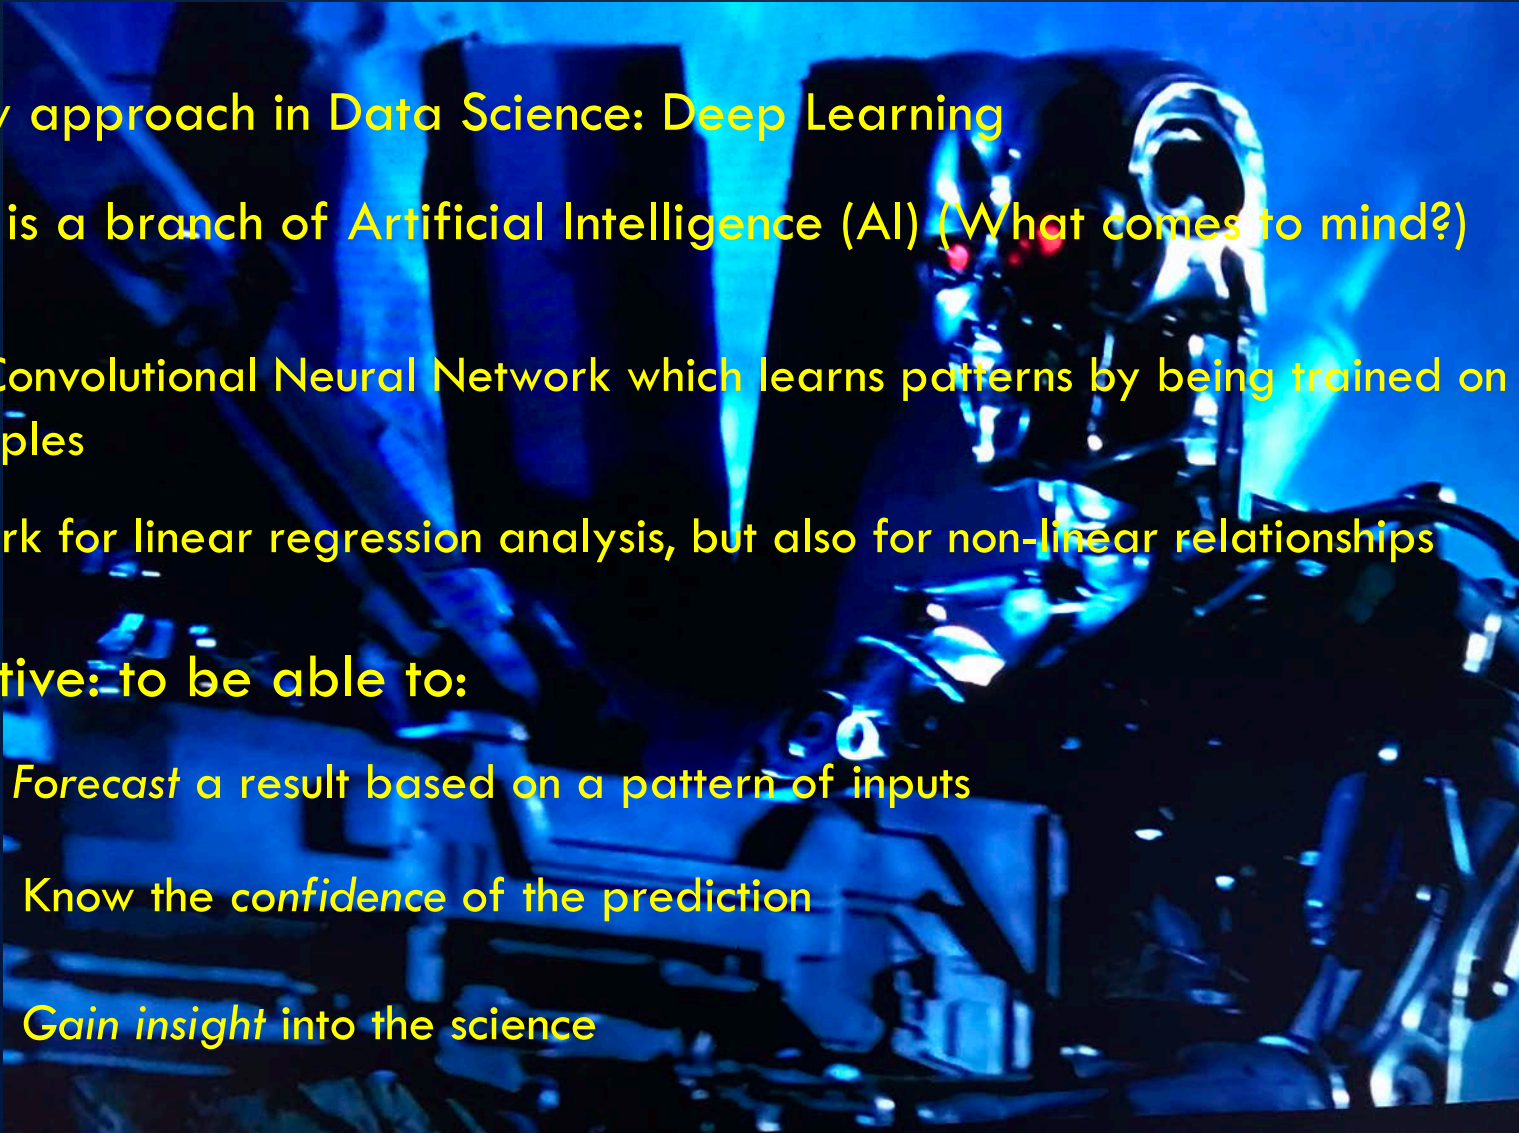 approach in Data Science: Deep Learning
is a branch of Artificial Intelligence (AI) (What comes to mind?)
Convolutional Neural Network which learns patterns by being trained on
ples
rk for linear regression analysis, but also for non-linear relationships
tive: to be able to:
Forecast a result based on a pattern of inputs
Know the confidence of the prediction
Gain insight into the science